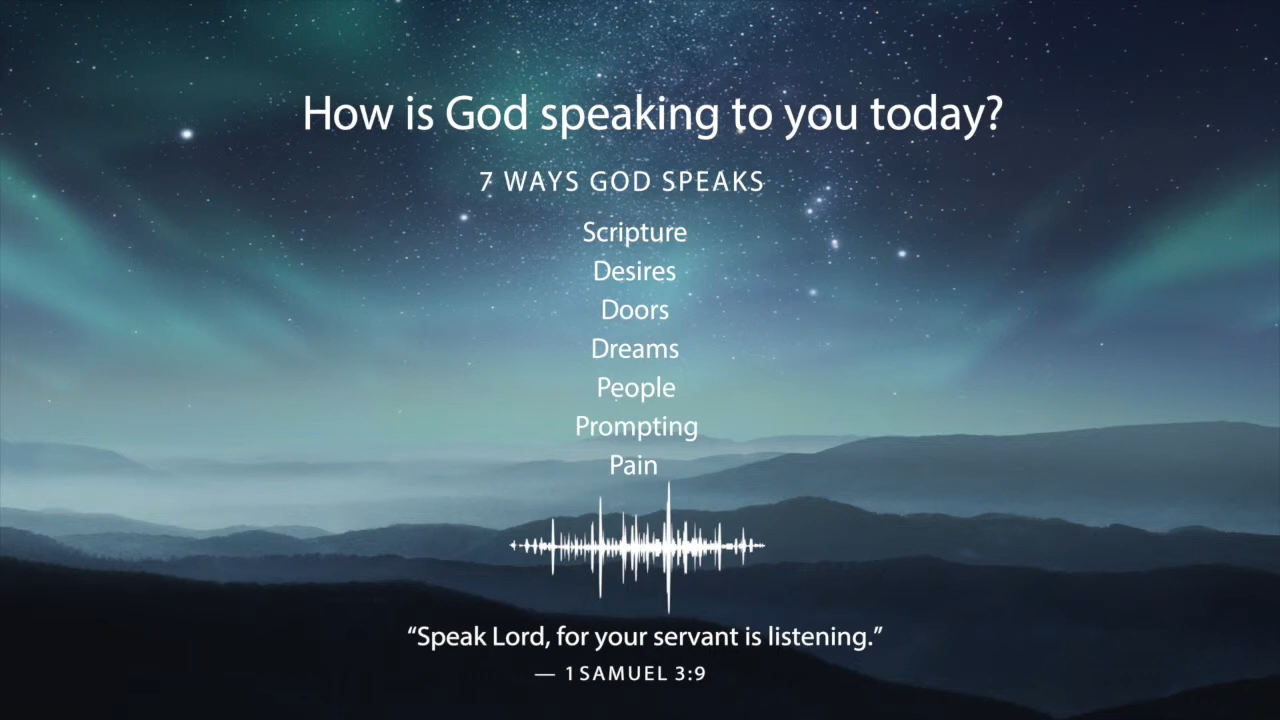 How is God speaking to you today?
7 WAYS GOD SPEAKS
Scripture
Desires
Doors
Dreams
People
Prompting
Pain
“Speak Lord, for your servant is listening.”
— 1 SAMUEL 3:9